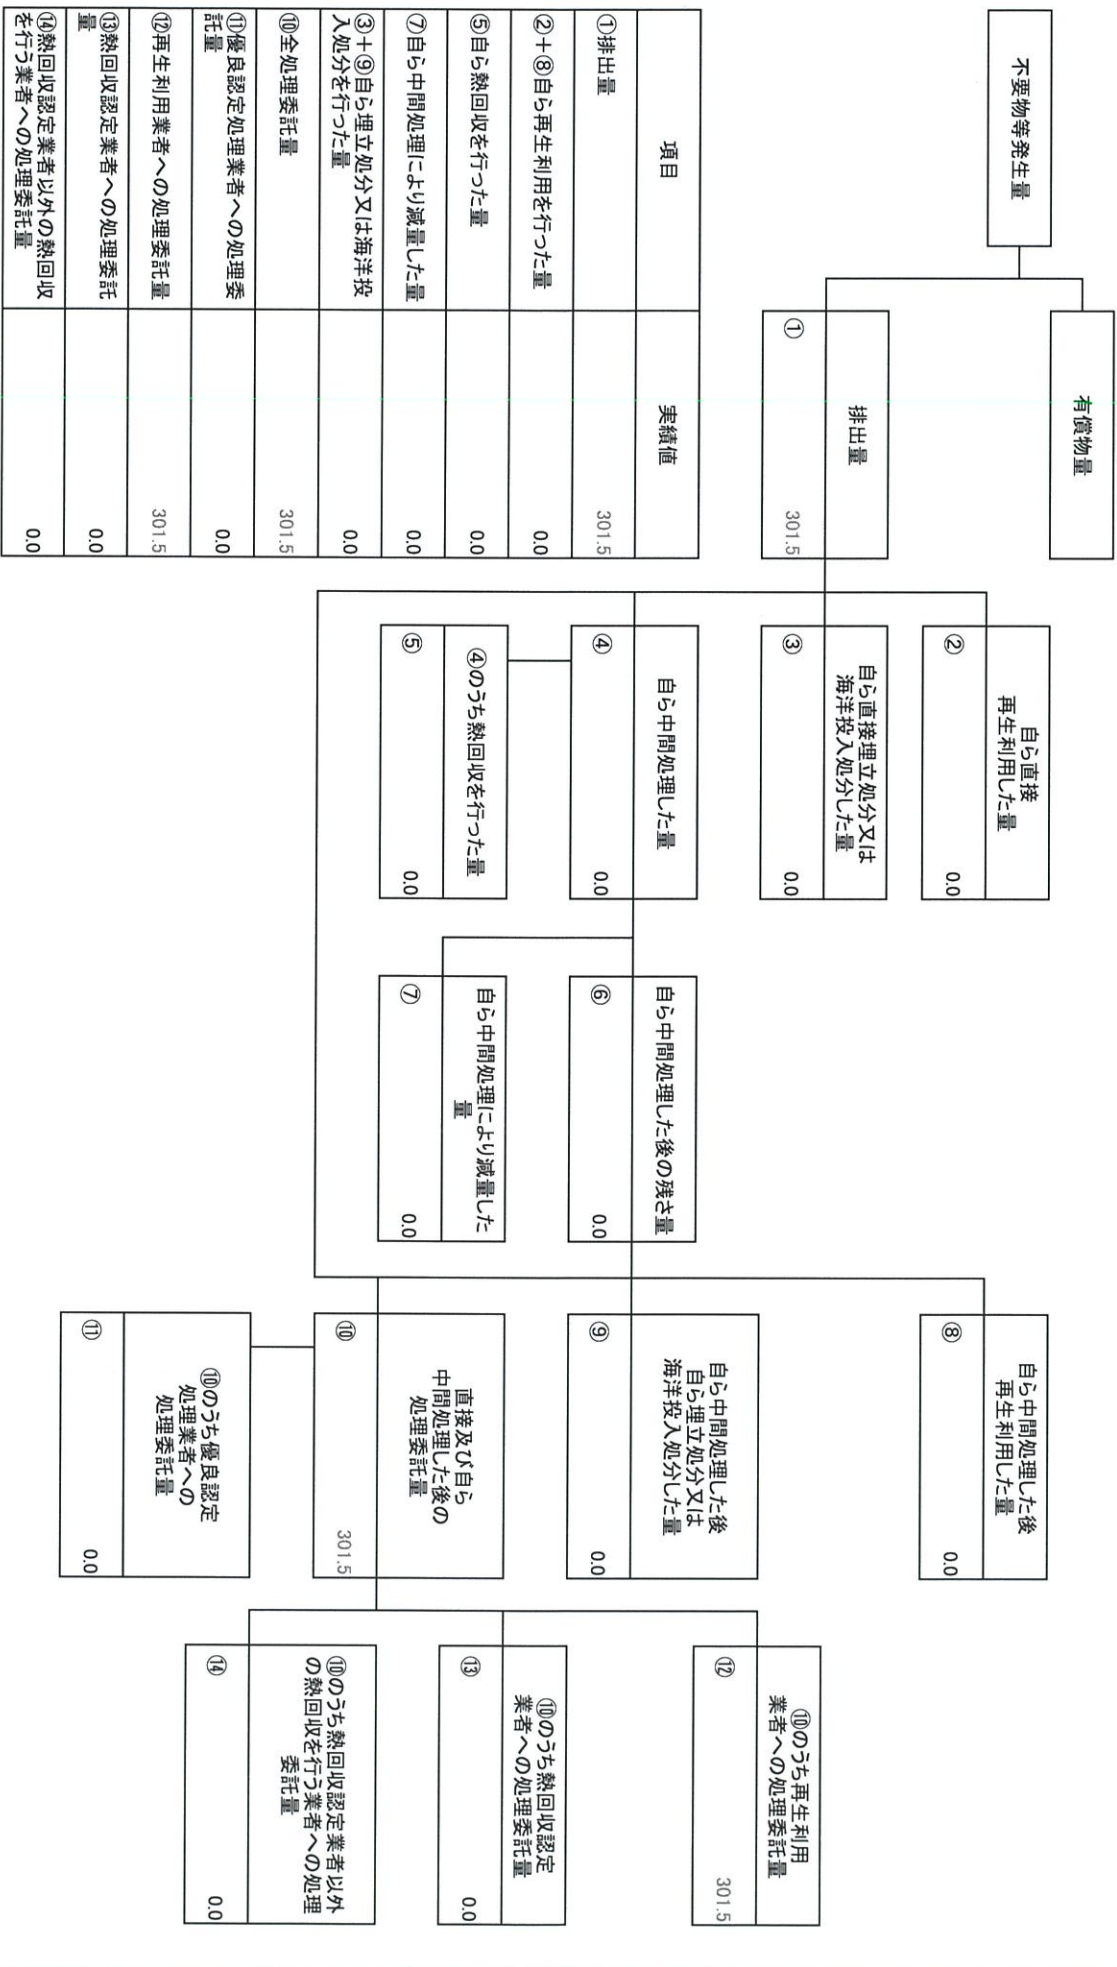 不要物等発生量
有償物量
排出量
①
301.5
自ら直接
再生利用した量
②
0.0
自ら直接埋立処分又は
海洋投入処分した量
③
0.0
自ら中間処理した量
④
0.0
④のうち熱回収を行った量
⑤
0.0
自ら中間処理した後の残さ量
⑥
0.0
自ら中間処理により減量した
量
⑦
0.0
自ら中間処理した後
再生利用した量
⑧
0.0
自ら中間処理した後
自ら埋立処分又は
海洋投入処分した量
⑨
0.0
直接及び自ら
中間処理した後の
処理委託量
⑩
301.5
⑩のうち優良認定
処理業者への
処理委託量
⑪
0.0
⑩のうち再生利用
業者への処理委託量
⑫
301.5
⑩のうち熱回収認定
業者への処理委託量
⑬
0.0
⑩のうち熱回収認定業者以外
の熱回収を行う業者への処理
委託量
⑭
0.0
項目 実績値
①排出量 301.5
②+⑧自ら再生利用を行った量 0.0
⑤自ら熱回収を行った量 0.0
⑦自ら中間処理により減量した量 0.0
③+⑨自ら埋立処分又は海洋投
入処分を行った量 0.0
⑩全処理委託量 301.5
⑪優良認定処理業者への処理委
託量 0.0
⑫再生利用業者への処理委託量 301.5
⑬熱回収認定業者への処理委託
量 0.0
⑭熱回収認定業者以外の熱回収
を行う業者への処理委託量 0.0